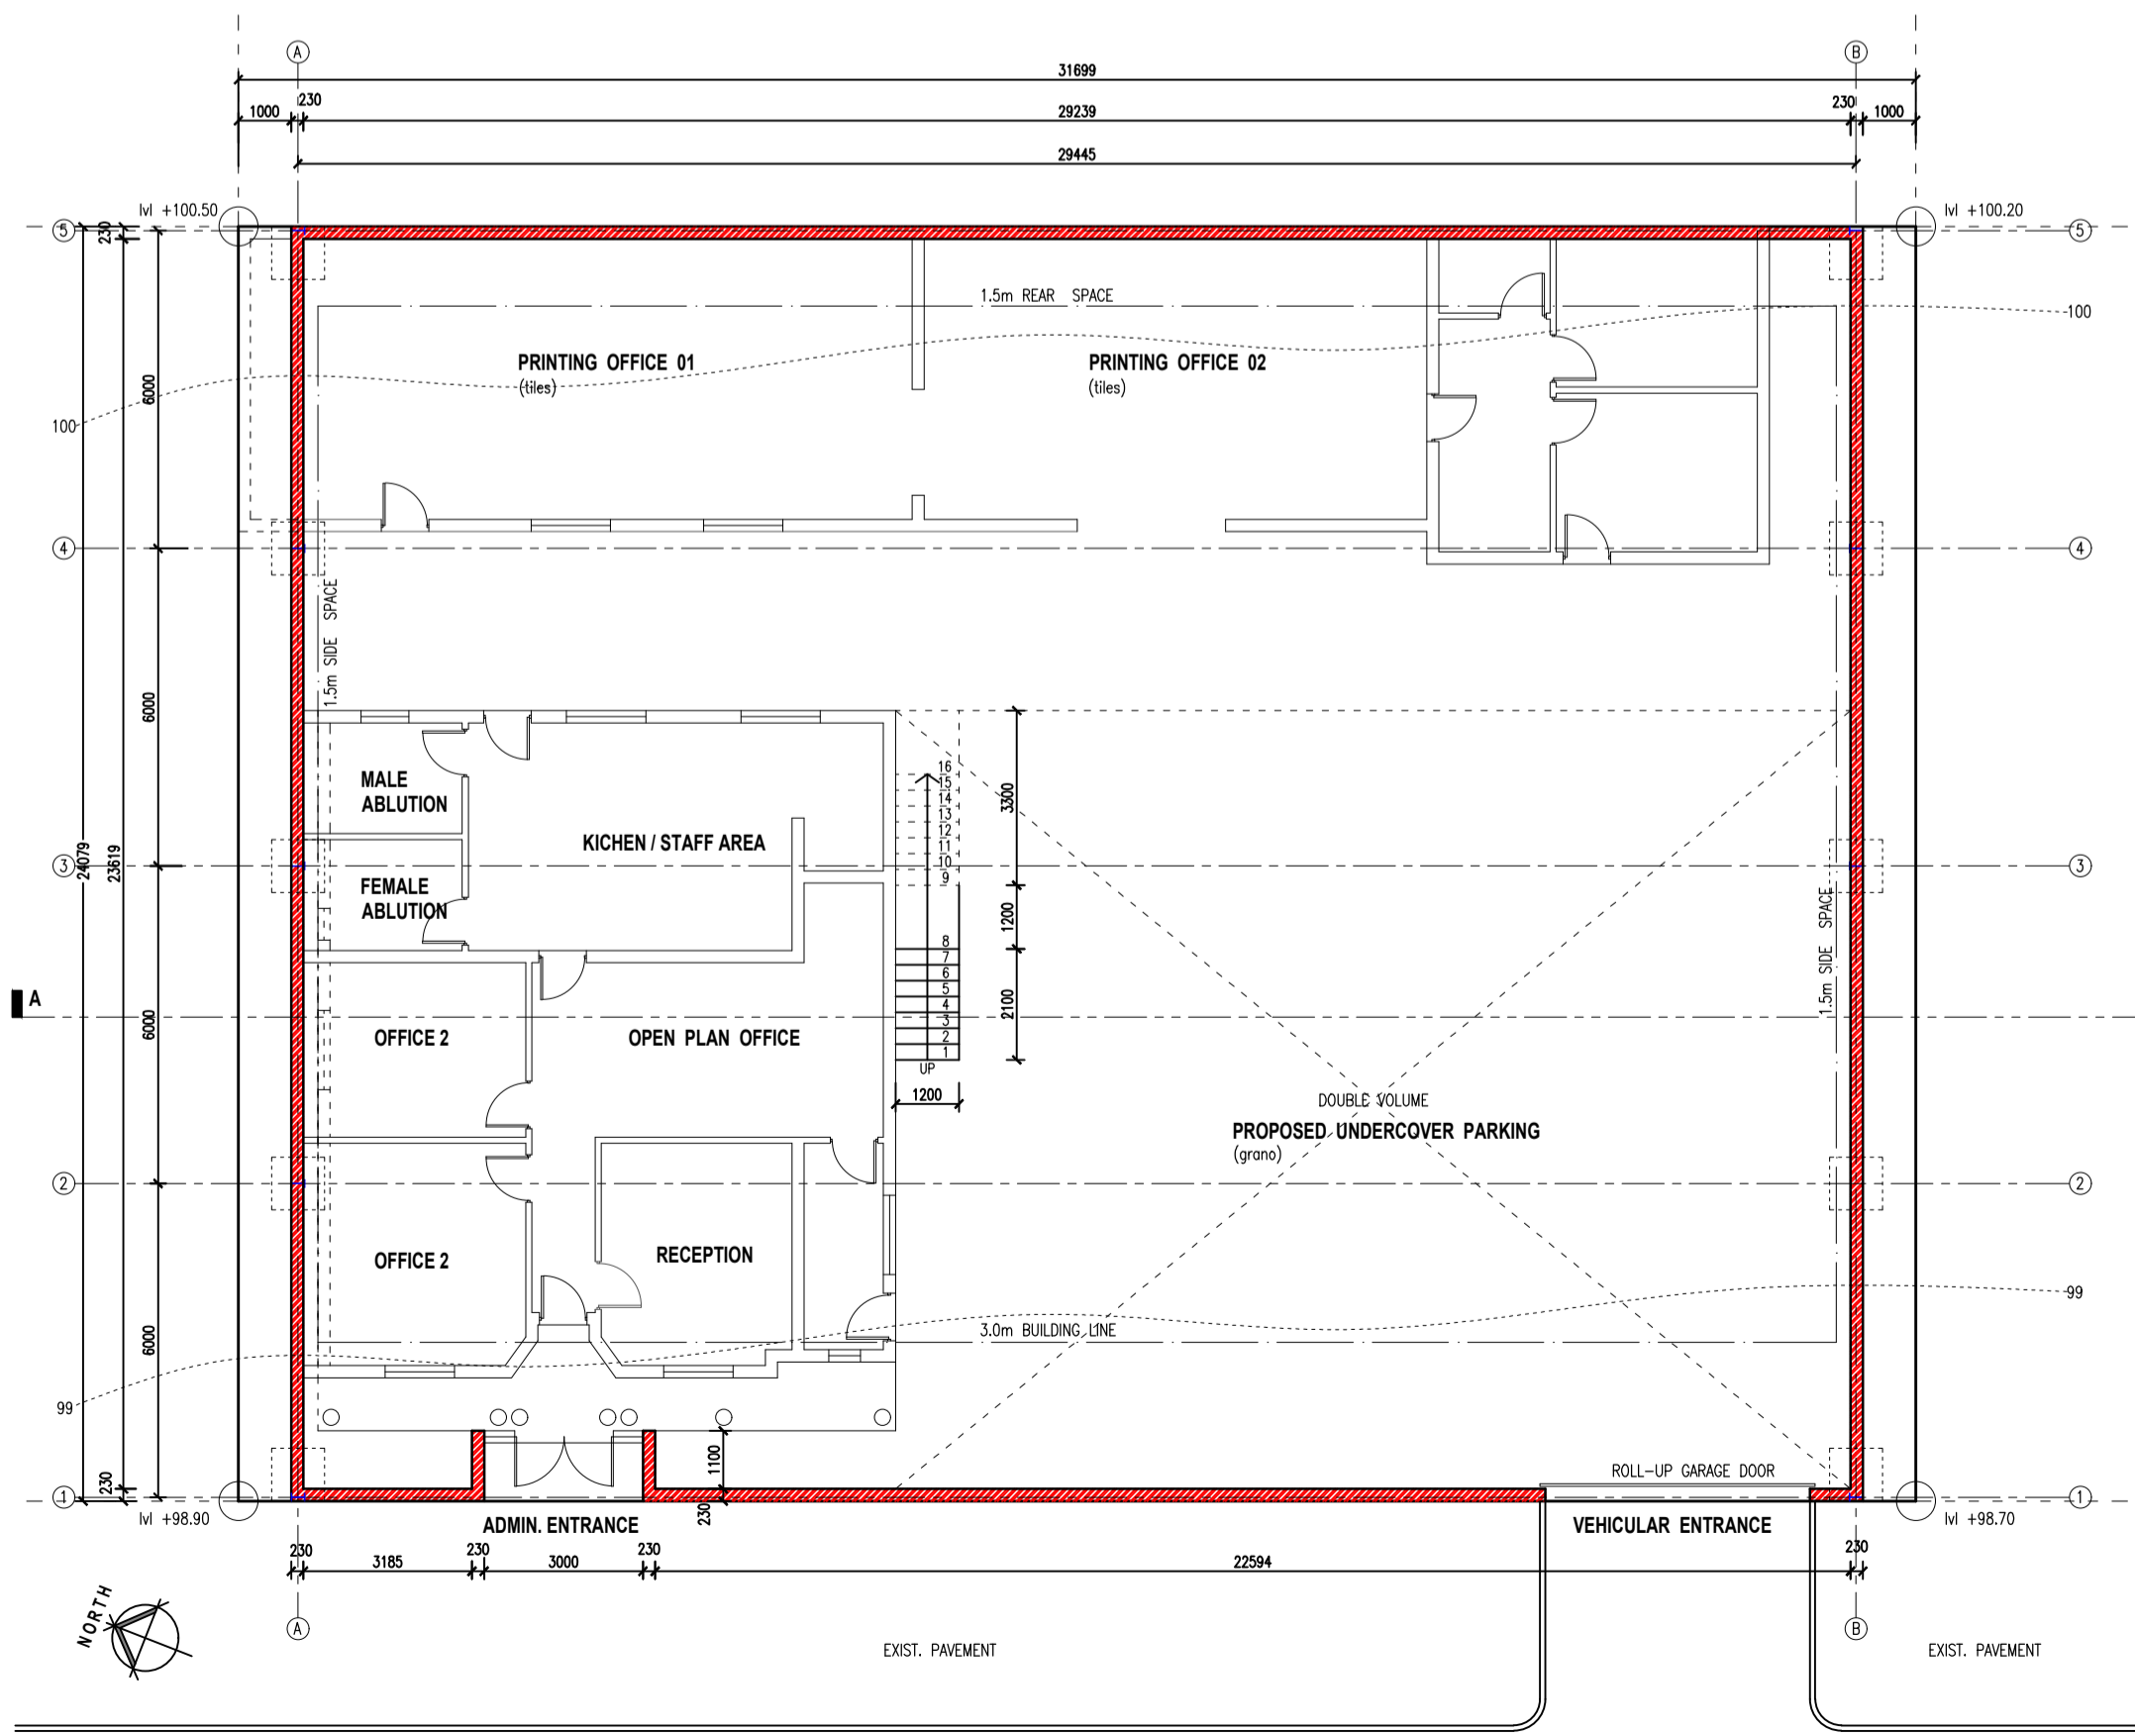 A
B
31699
1000
230
29239
230
1000
29445
lvl +100.50
lvl +100.20
5
230
5
1.5m REAR SPACE
100
PRINTING OFFICE 01
(tiles)
PRINTING OFFICE 02
(tiles)
6000
100
4
4
1.5m SIDE SPACE
6000
MALE
ABLUTION
KICHEN / STAFF AREA
16
15
14
13
12
11
10
9
3300
24079
23619
3
3
FEMALE
ABLUTION
1200
1.5m SIDE SPACE
8
7
6
5
4
3
2
1
UP
2100
A
6000
OFFICE 2
OPEN PLAN OFFICE
1200
DOUBLE VOLUME
PROPOSED UNDERCOVER PARKING
(grano)
2
2
OFFICE 2
RECEPTION
6000
99
3.0m BUILDING LINE
99
1100
230
ROLL-UP GARAGE DOOR
1
1
lvl +98.90
230
ADMIN. ENTRANCE
VEHICULAR ENTRANCE
lvl +98.70
230
3185
230
3000
230
22594
230
NORTH
A
B
EXIST. PAVEMENT
EXIST. PAVEMENT